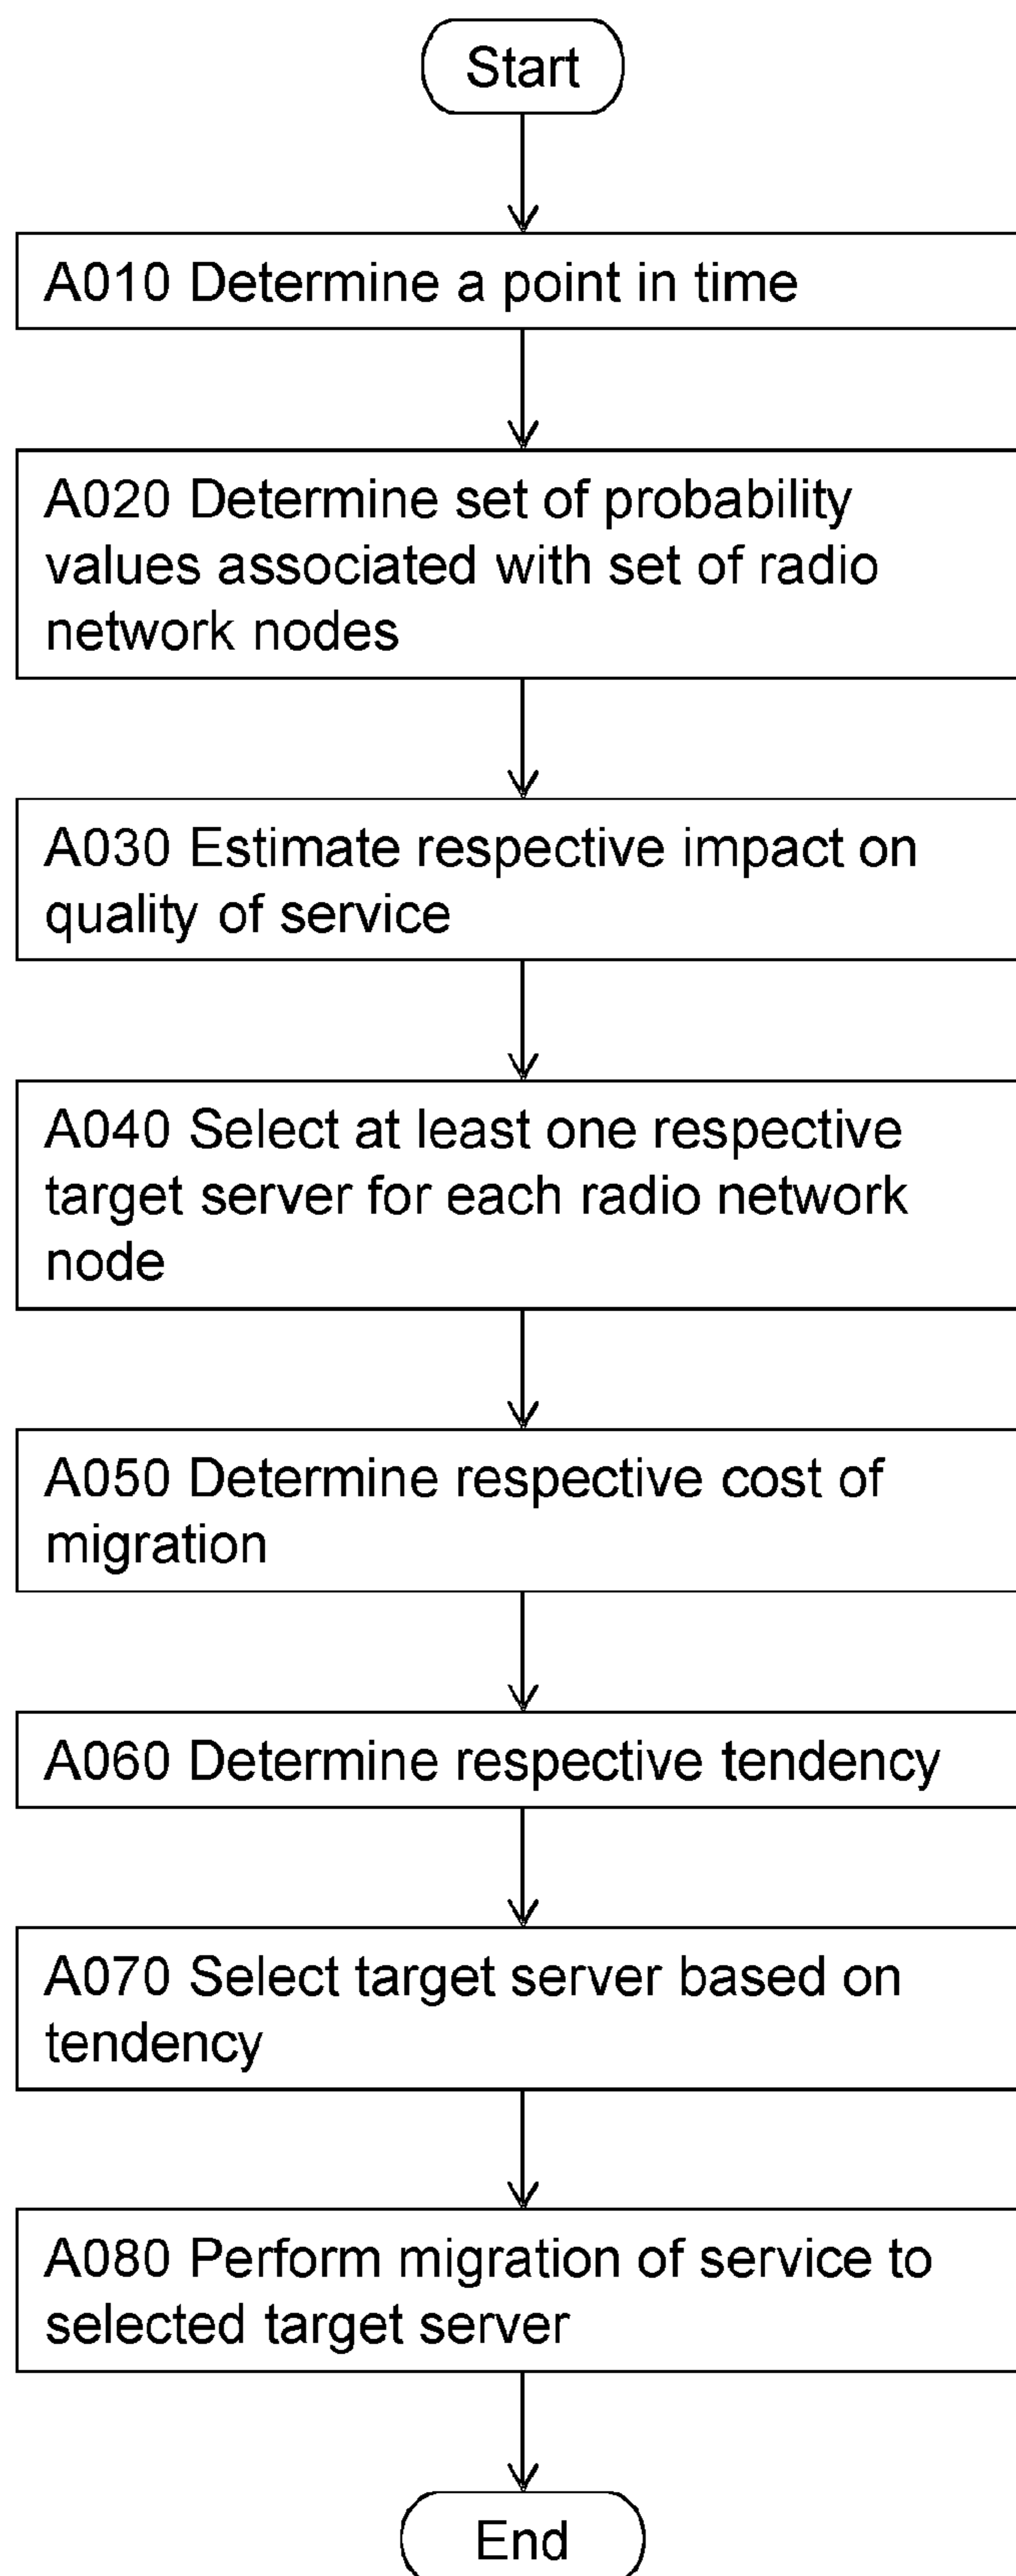 Start
A010 Determine a point in time
A020 Determine set of probability
values associated with set of radio
network nodes
A030 Estimate respective impact on
quality of service
A040 Select at least one respective
target server for each radio network
node
A050 Determine respective cost of
migration
A060 Determine respective tendency
A070 Select target server based on
tendency
A080 Perform migration of service to
selected target server
End